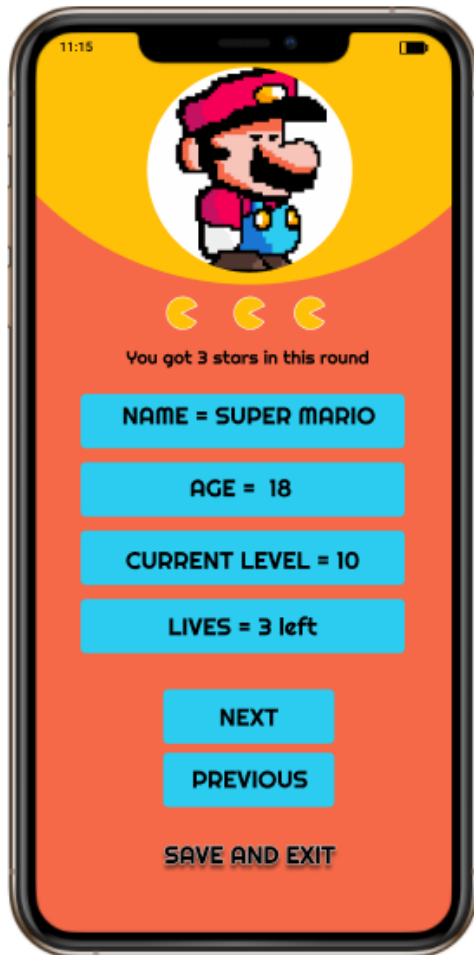 11:15
You got 3 stars in this round
NAME = SUPER MARIO
AGE = 18
CURRENT LEVEL = 10
LIVES = 3 left
NEXT
PREVIOUS
SAVE AND EXIT